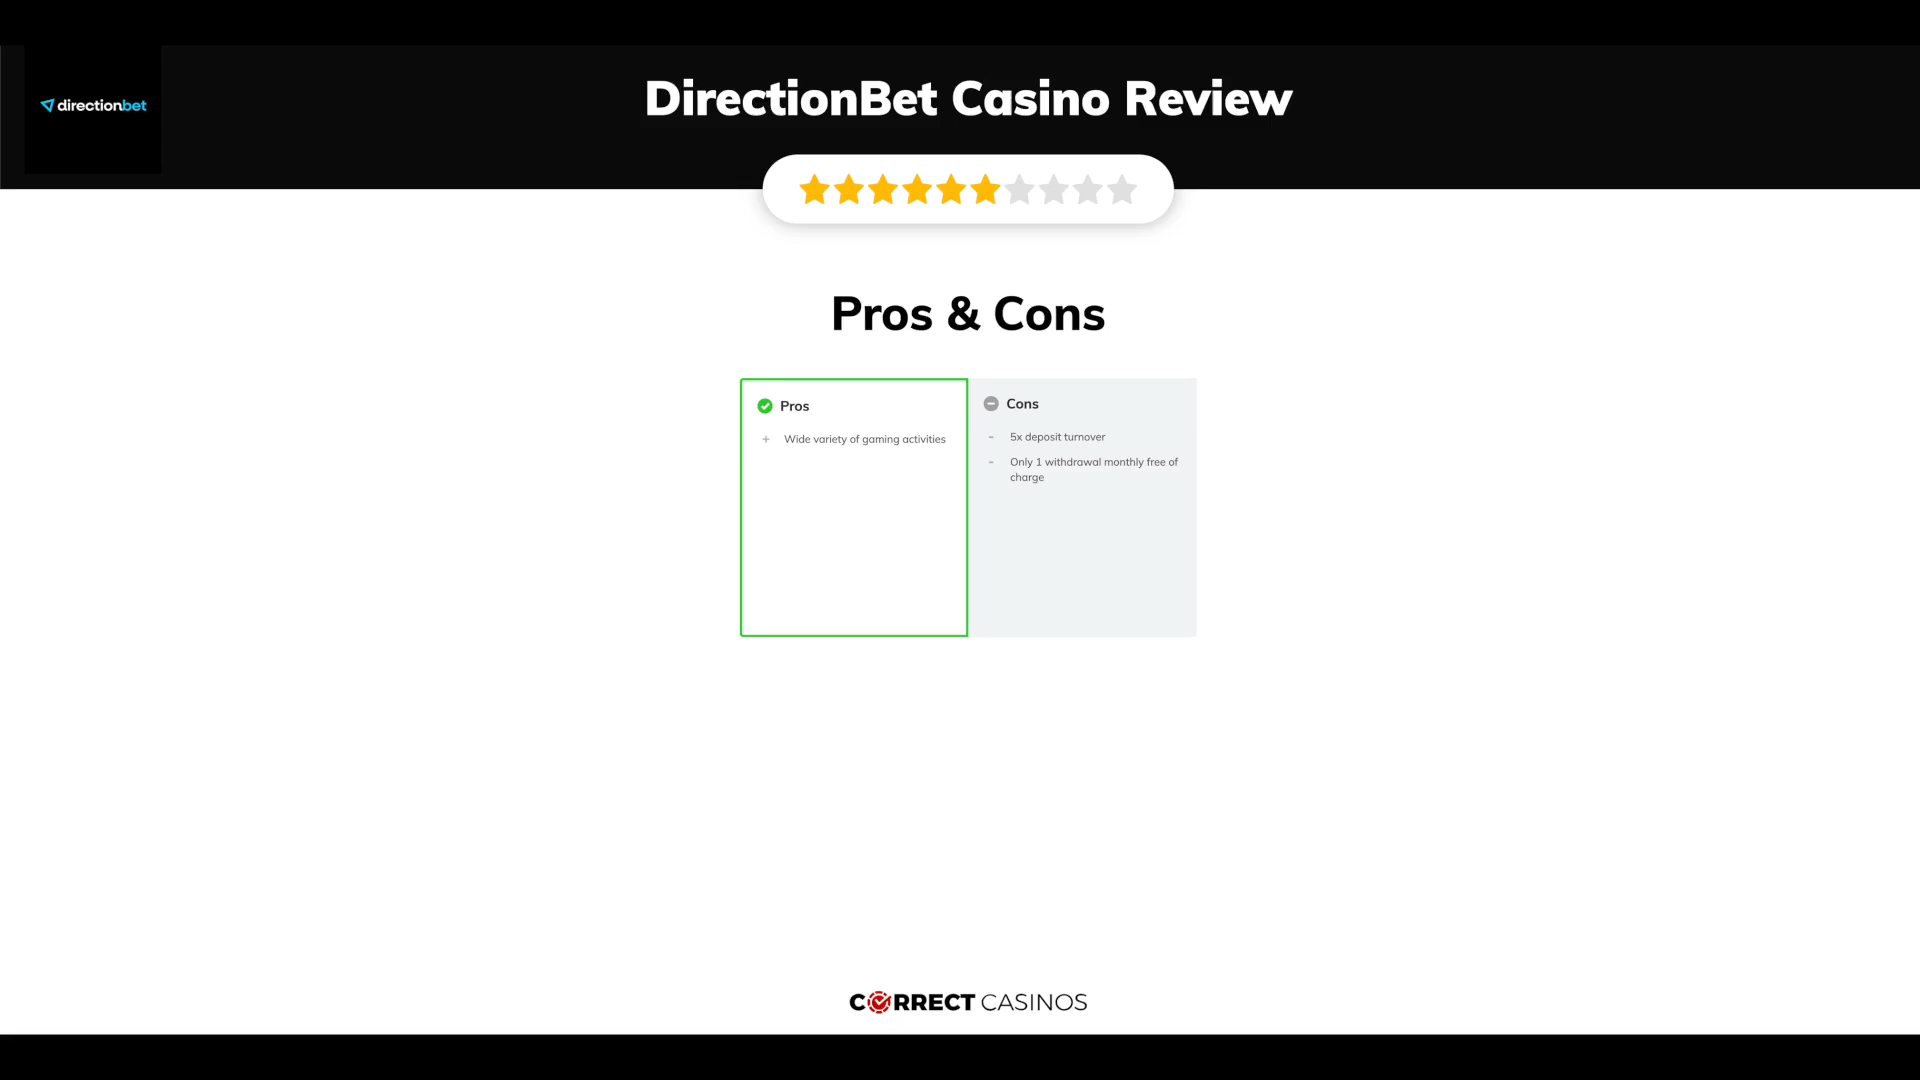 directionbet
DirectionBet Casino Review
Pros & Cons
Pros
+ Wide variety of gaming activities
Cons
- 5x deposit turnover
- Only 1 withdrawal monthly free of
charge
CORRECT CASINOS